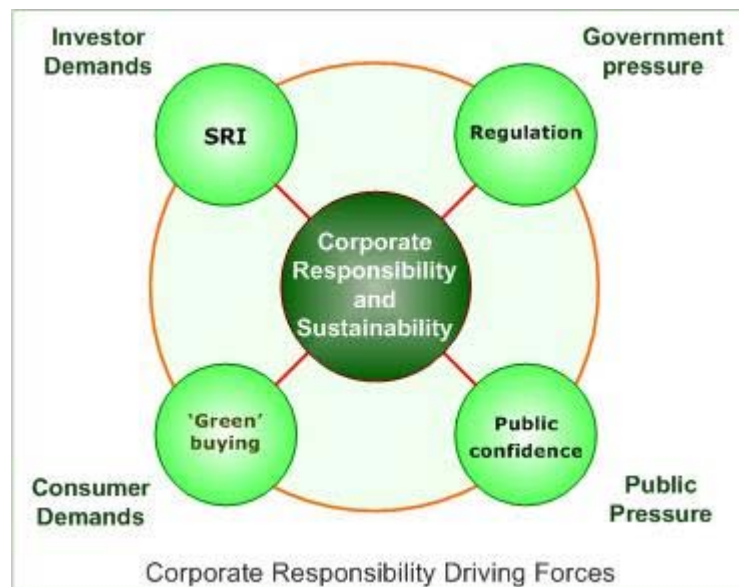 Investor
Demands
Government
pressure
SRI
Regulation
Corporate
Responsibility
and
Sustainability
‘Green’
buying
Public
confidence
Consumer
Demands
Public
Pressure
Corporate Responsibility Driving Forces